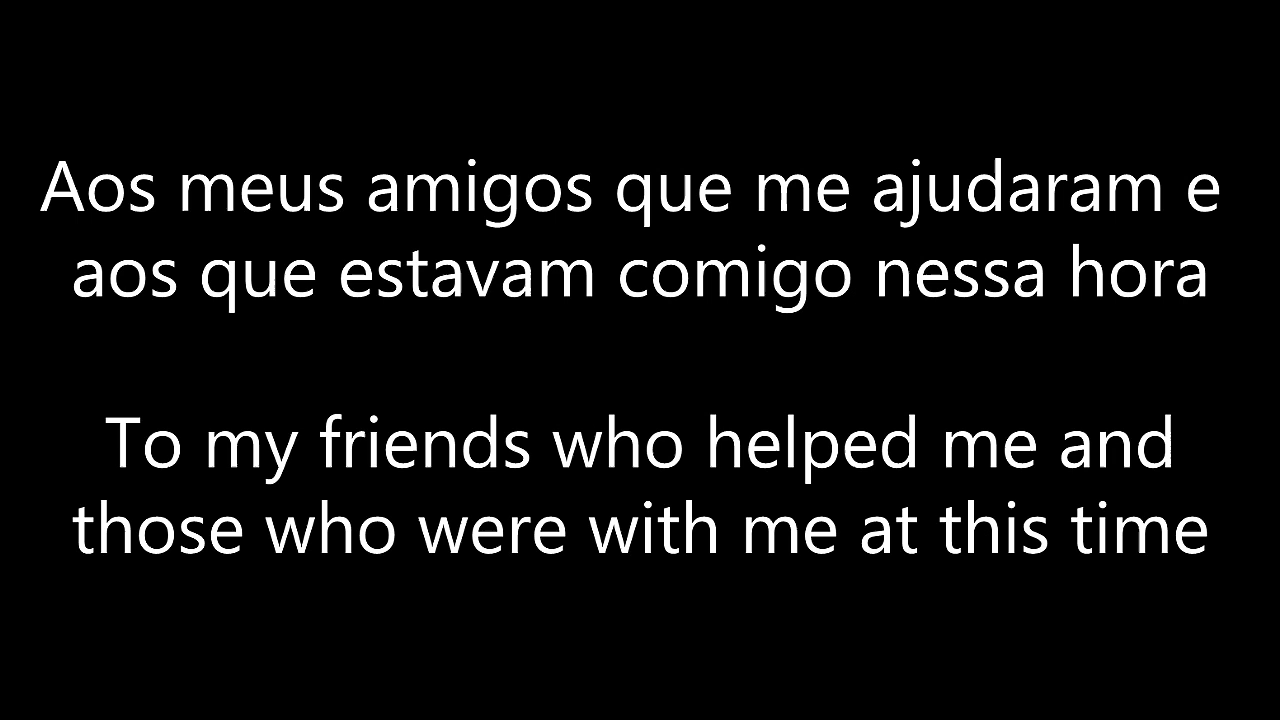 Aos meus amigos que me ajudaram e
aos que estavam comigo nessa hora
To my friends who helped me and
those who were with me at this time